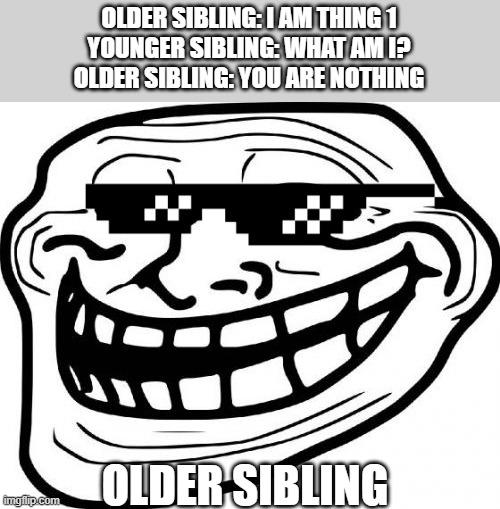 OLDER SIBLING: I AM THING 1
YOUNGER SIBLING: WHAT AM I?
OLDER SIBLING: YOU ARE NOTHING
OLDER SIBLING
imgflip.com